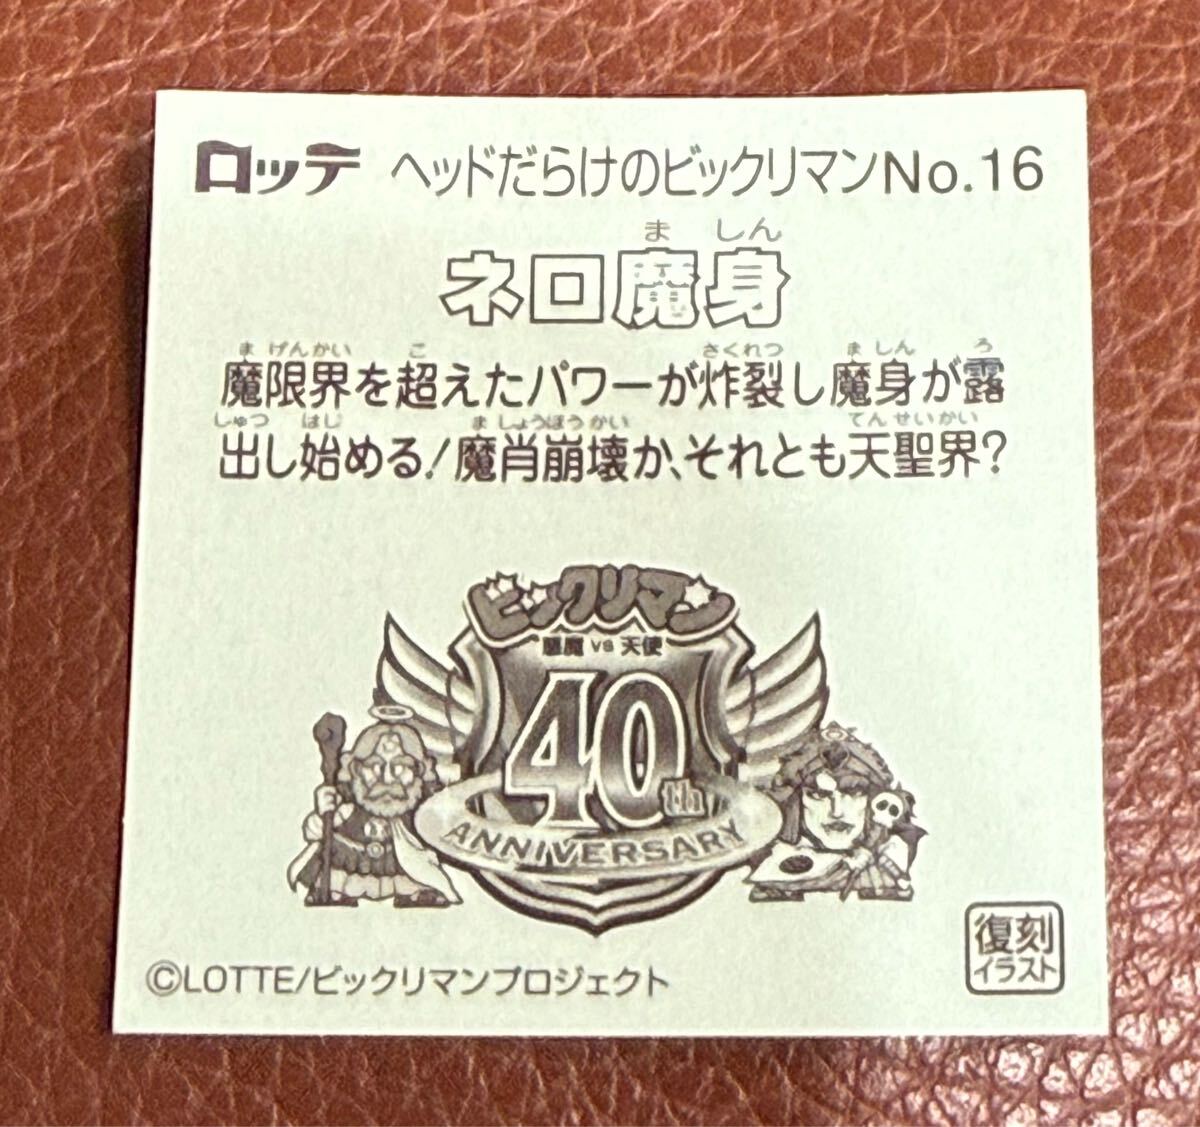 ロッテ ヘッドだらけのビックリマンNo.16
ま しん
ネロ魔身
ま げんかい こ さくれつ ま しん ろ
魔限界を超えたパワーが炸裂し魔身が露
しゅつ はじ ま しょうほうかい てん せいかい
出し始める!魔肖崩壊か、それとも天聖界?
ビックリマン
悪魔 VS 天使
40th
ANNIVERSARY
復刻
イラスト
©LOTTE/ビックリマンプロジェクト